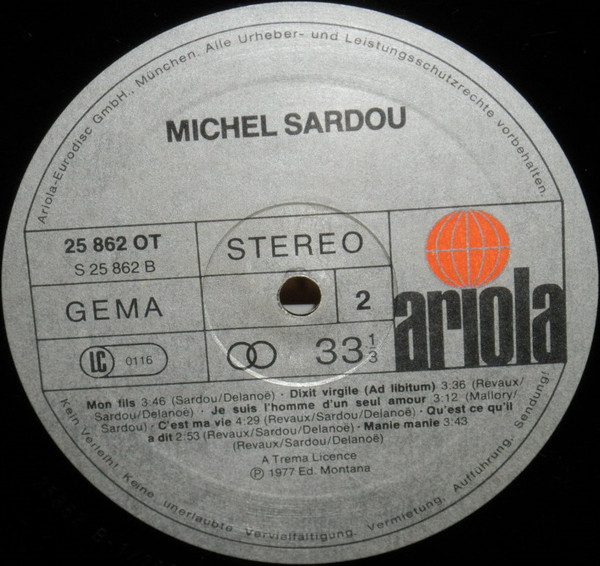 Ariola-Eurodisc GmbH., München. Alle Urheber- und Leistungsschutzrechte vorbehalten.
MICHEL SARDOU
25 862 OT
S 25 862 B
STEREO
GEMA
2
LC 0116
33 1/3
ariola
Mon fils 3:46 (Sardou/Delanoë) · Dixit virgile (Ad libitum) 3:36 (Revaux/
Sardou/Delanoë) · Je suis l'homme d'un seul amour 3:12 (Mallory/
Sardou) · C'est ma vie 4:29 (Revaux/Sardou/Delanoë) · Qu'est ce qu'il
a dit 2:53 (Revaux/Sardou/Delanoë) · Manie manie 3:43
(Revaux/Sardou/Delanoë)
A Trema Licence
Ⓟ 1977 Ed. Montana
Kein Verleih! Keine unerlaubte Vervielfältigung, Vermietung, Aufführung, Sendung!